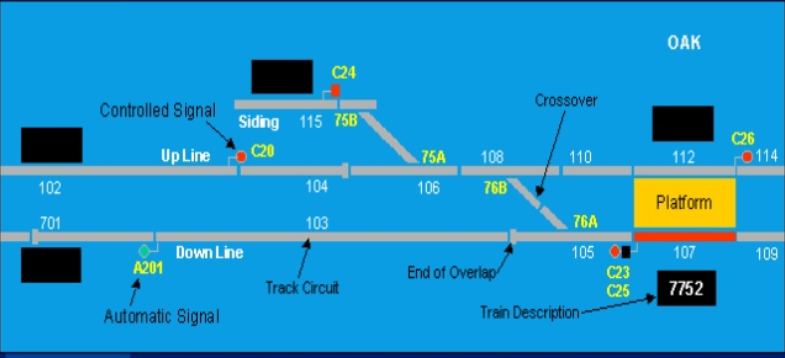 OAK
C24
Controlled Signal
Crossover
Siding
115
75B
C26
Up Line
C20
75A
108
110
112
114
102
104
106
76B
Platform
701
103
76A
Down Line
105
107
109
A201
End of Overlap
C23
Track Circuit
C25
7752
Automatic Signal
Train Description